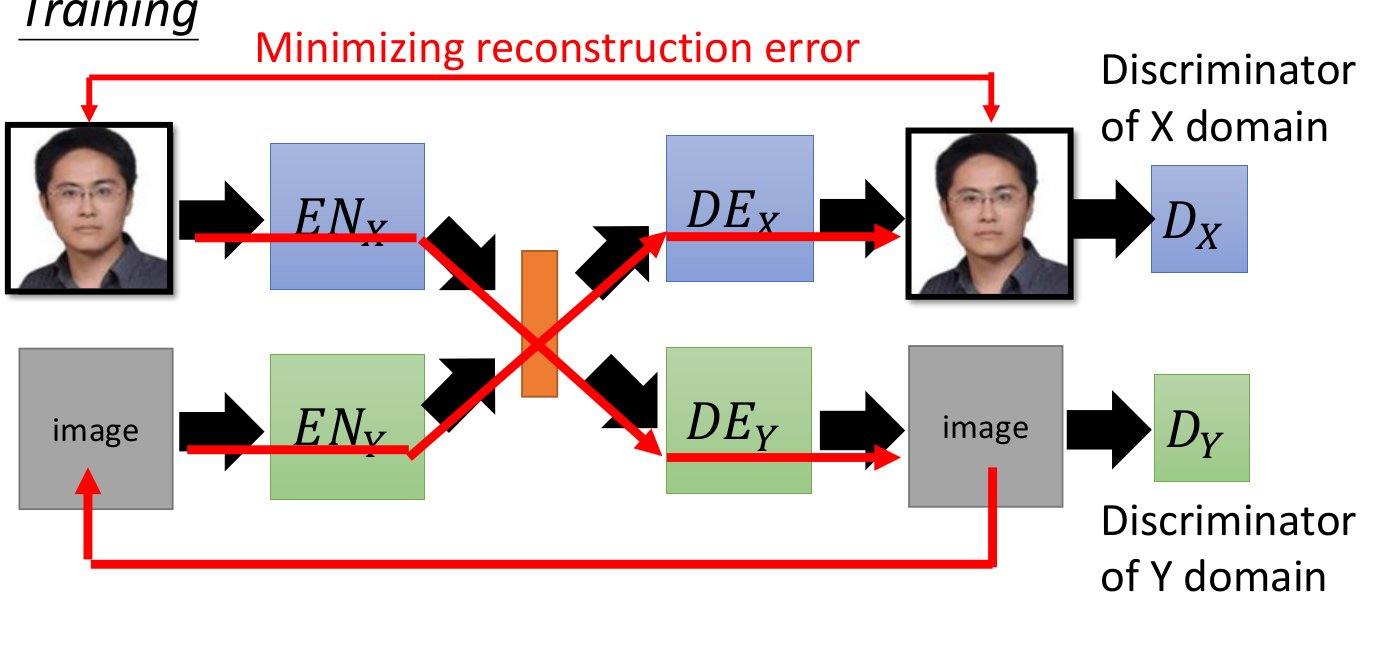 Training
Minimizing reconstruction error
Discriminator
of X domain
EN_X
DE_X
D_X
image
EN_Y
DE_Y
image
D_Y
Discriminator
of Y domain